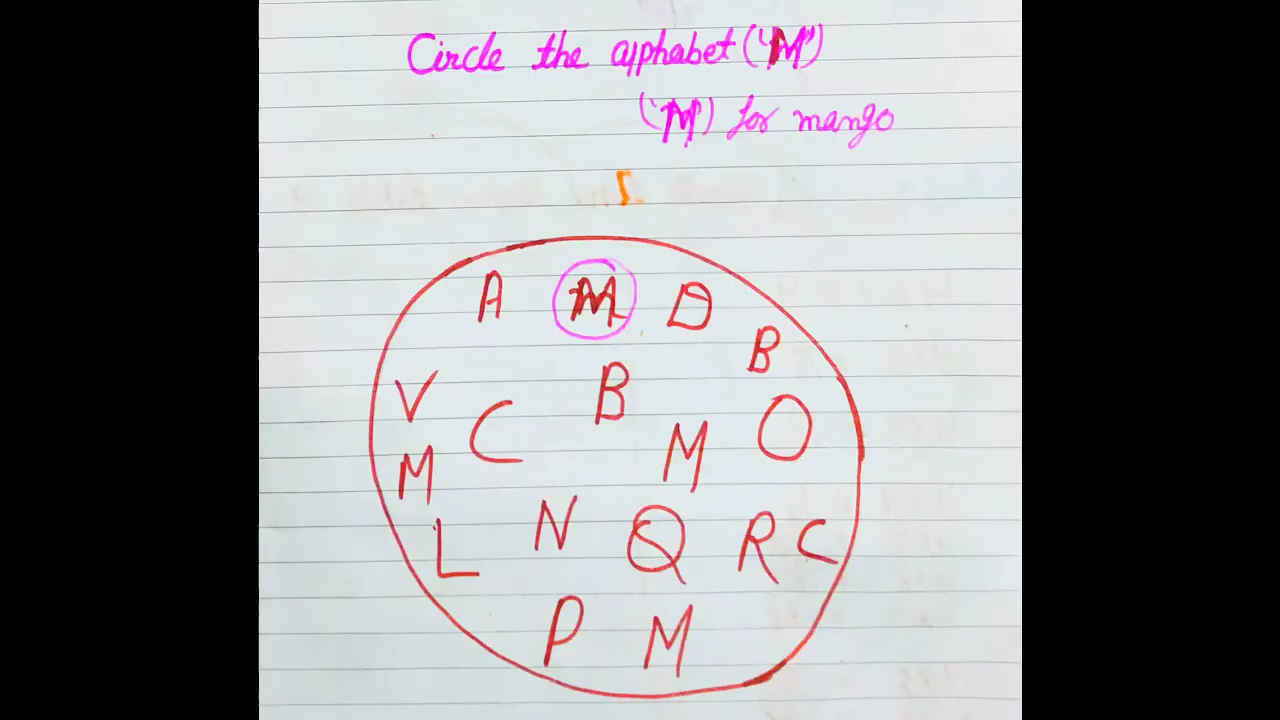 Circle the alphabet ("M")
("M") for mango
A M D
B
V C B
M M O
L N Q R C
P M